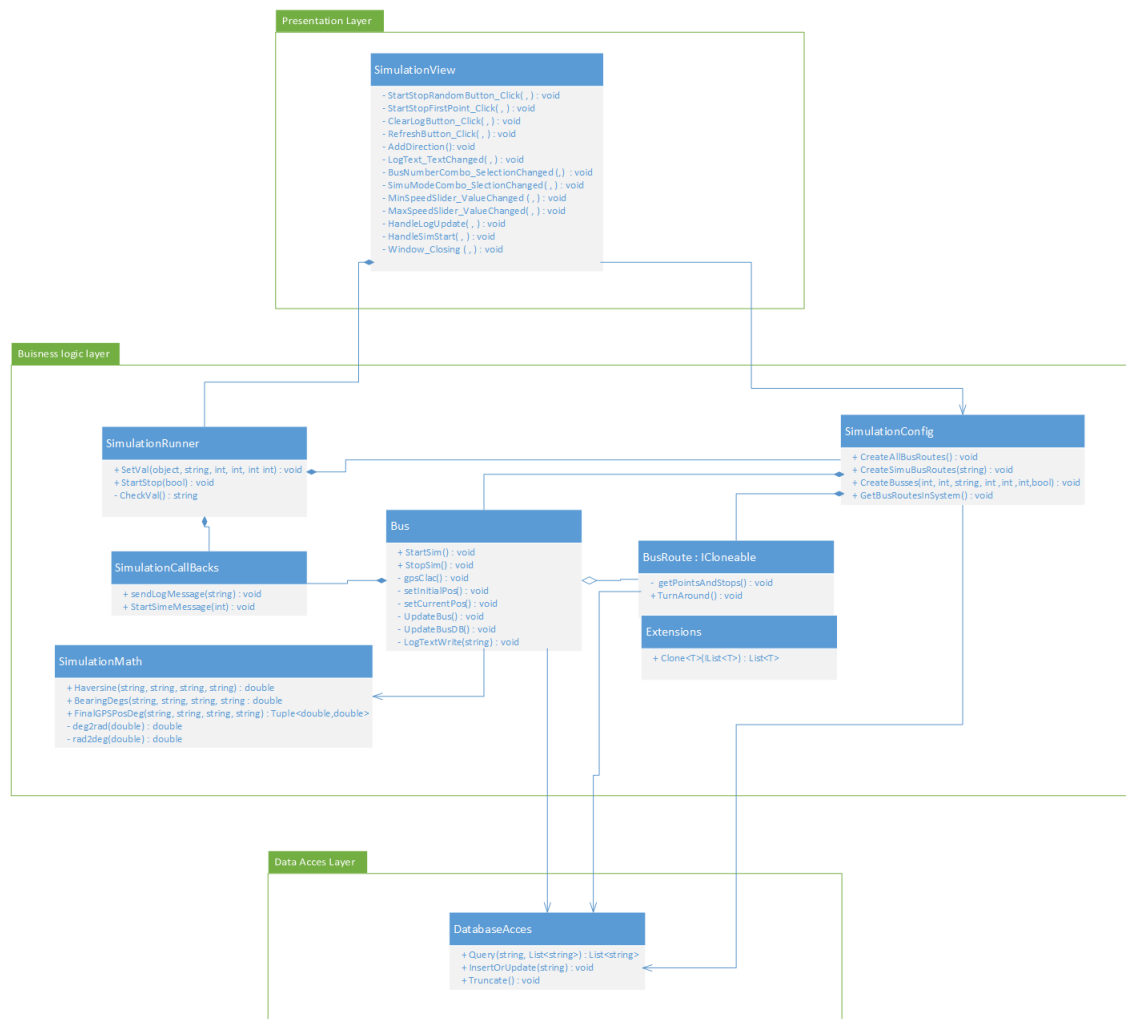 Presentation Layer
SimulationView
- StartStopRandomButton_Click( , ) : void
- StartStopFirstPoint_Click( , ) : void
- ClearLogButton_Click( , ) : void
- RefreshButton_Click( , ) : void
- AddDirection(): void
- LogText_TextChanged( , ) : void
- BusNumberCombo_SelectionChanged (,) : void
- SimuModeCombo_SlectionChanged( , ) : void
- MinSpeedSlider_ValueChanged ( , ) : void
- MaxSpeedSlider_ValueChanged( , ) : void
- HandleLogUpdate( , ) : void
- HandleSimStart( , ) : void
- Window_Closing ( , ) : void
Buisness logic layer
SimulationRunner
+ SetVal(object, string, int, int, int int) : void
+ StartStop(bool) : void
- CheckVal() : string
SimulationConfig
+ CreateAllBusRoutes() : void
+ CreateSimuBusRoutes(string) : void
+ CreateBusses(int, int, string, int ,int ,int,bool) : void
+ GetBusRoutesInSystem() : void
SimulationCallBacks
+ sendLogMessage(string) : void
+ StartSimeMessage(int) : void
Bus
+ StartSim() : void
+ StopSim() : void
- gpsClac() : void
- setInitialPos() : void
- setCurrentPos() : void
- UpdateBus() : void
- UpdateBusDB() : void
- LogTextWrite(string) : void
BusRoute : ICloneable
- getPointsAndStops() : void
+ TurnAround() : void
Extensions
+ Clone<T>(IList<T>) : List<T>
SimulationMath
+ Haversine(string, string, string, string) : double
+ BearingDegs(string, string, string, string : double
+ FinalGPSPosDeg(string, string, string, string) : Tuple<double,double>
- deg2rad(double) : double
- rad2deg(double) : double
Data Acces Layer
DatabaseAcces
+ Query(string, List<string>) : List<string>
+ InsertOrUpdate(string) : void
+ Truncate() : void